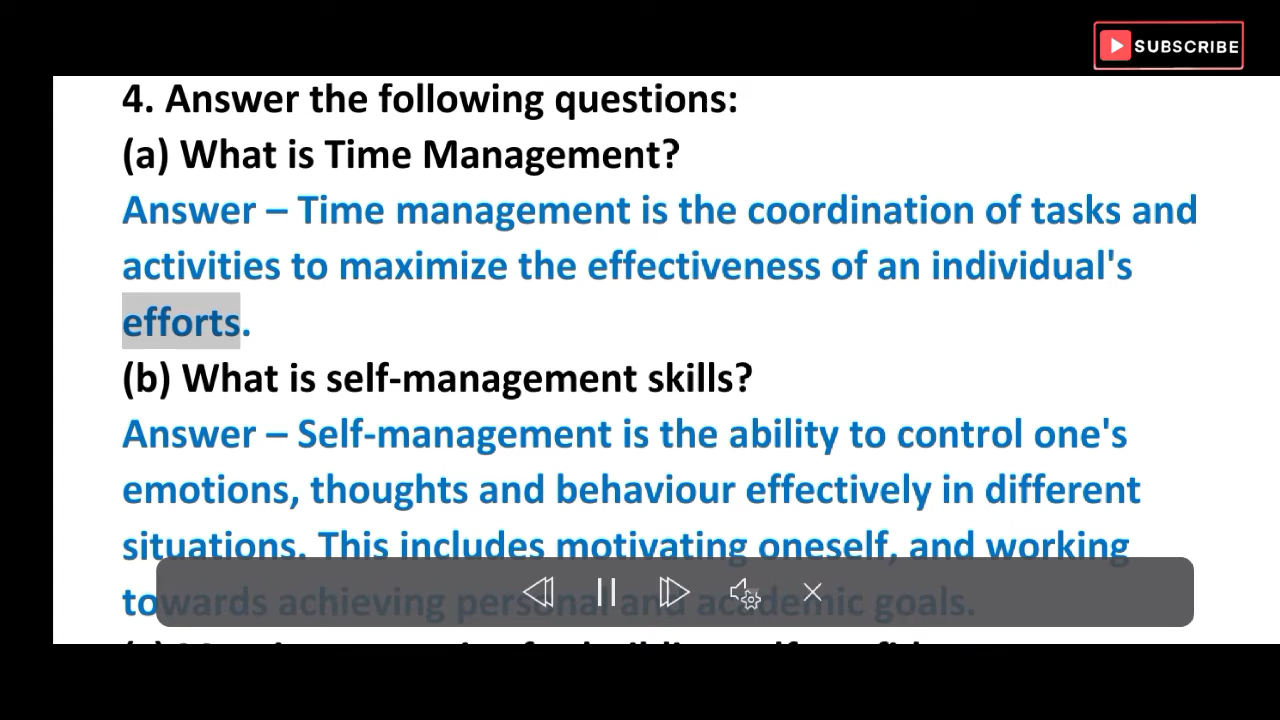 SUBSCRIBE
4. Answer the following questions:
(a) What is Time Management?
Answer – Time management is the coordination of tasks and
activities to maximize the effectiveness of an individual's
efforts.
(b) What is self-management skills?
Answer – Self-management is the ability to control one's
emotions, thoughts and behaviour effectively in different
situations. This includes motivating oneself, and working
towards achieving personal and academic goals.